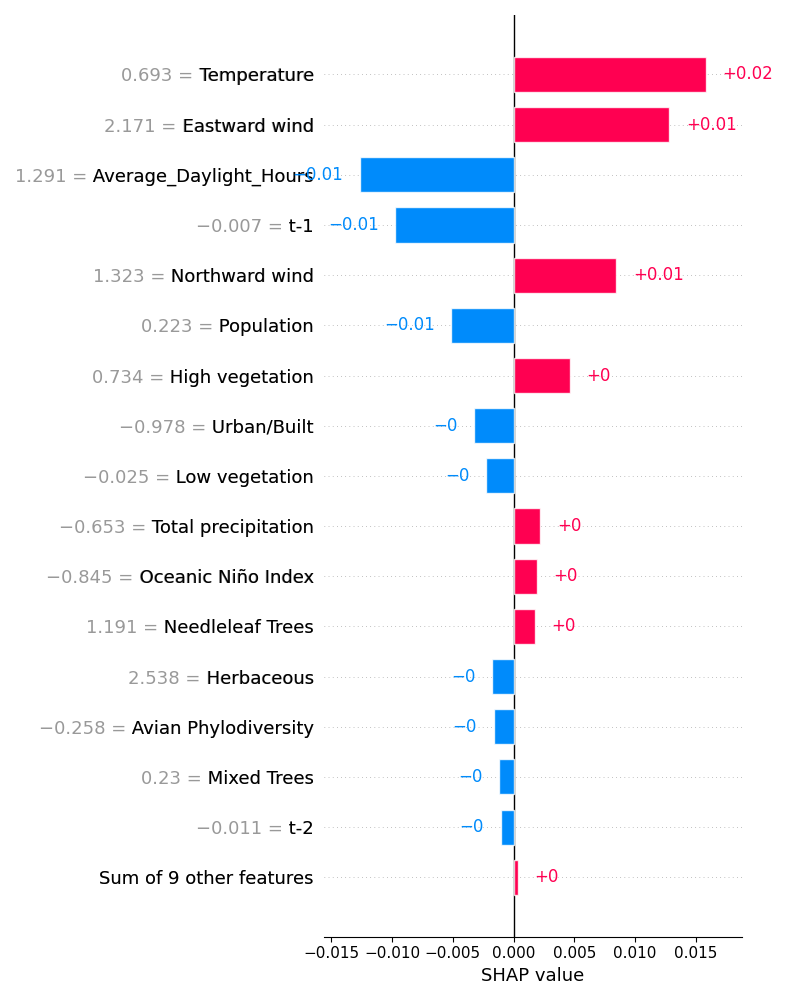 0.693 = Temperature +0.02
2.171 = Eastward wind +0.01
1.291 = Average_Daylight_Hours −0.01
−0.007 = t-1 −0.01
1.323 = Northward wind +0.01
0.223 = Population −0.01
0.734 = High vegetation +0
−0.978 = Urban/Built −0
−0.025 = Low vegetation −0
−0.653 = Total precipitation +0
−0.845 = Oceanic Niño Index +0
1.191 = Needleleaf Trees +0
2.538 = Herbaceous −0
−0.258 = Avian Phylodiversity −0
0.23 = Mixed Trees −0
−0.011 = t-2 −0
Sum of 9 other features +0
−0.015 −0.010 −0.005 0.000 0.005 0.010 0.015
SHAP value